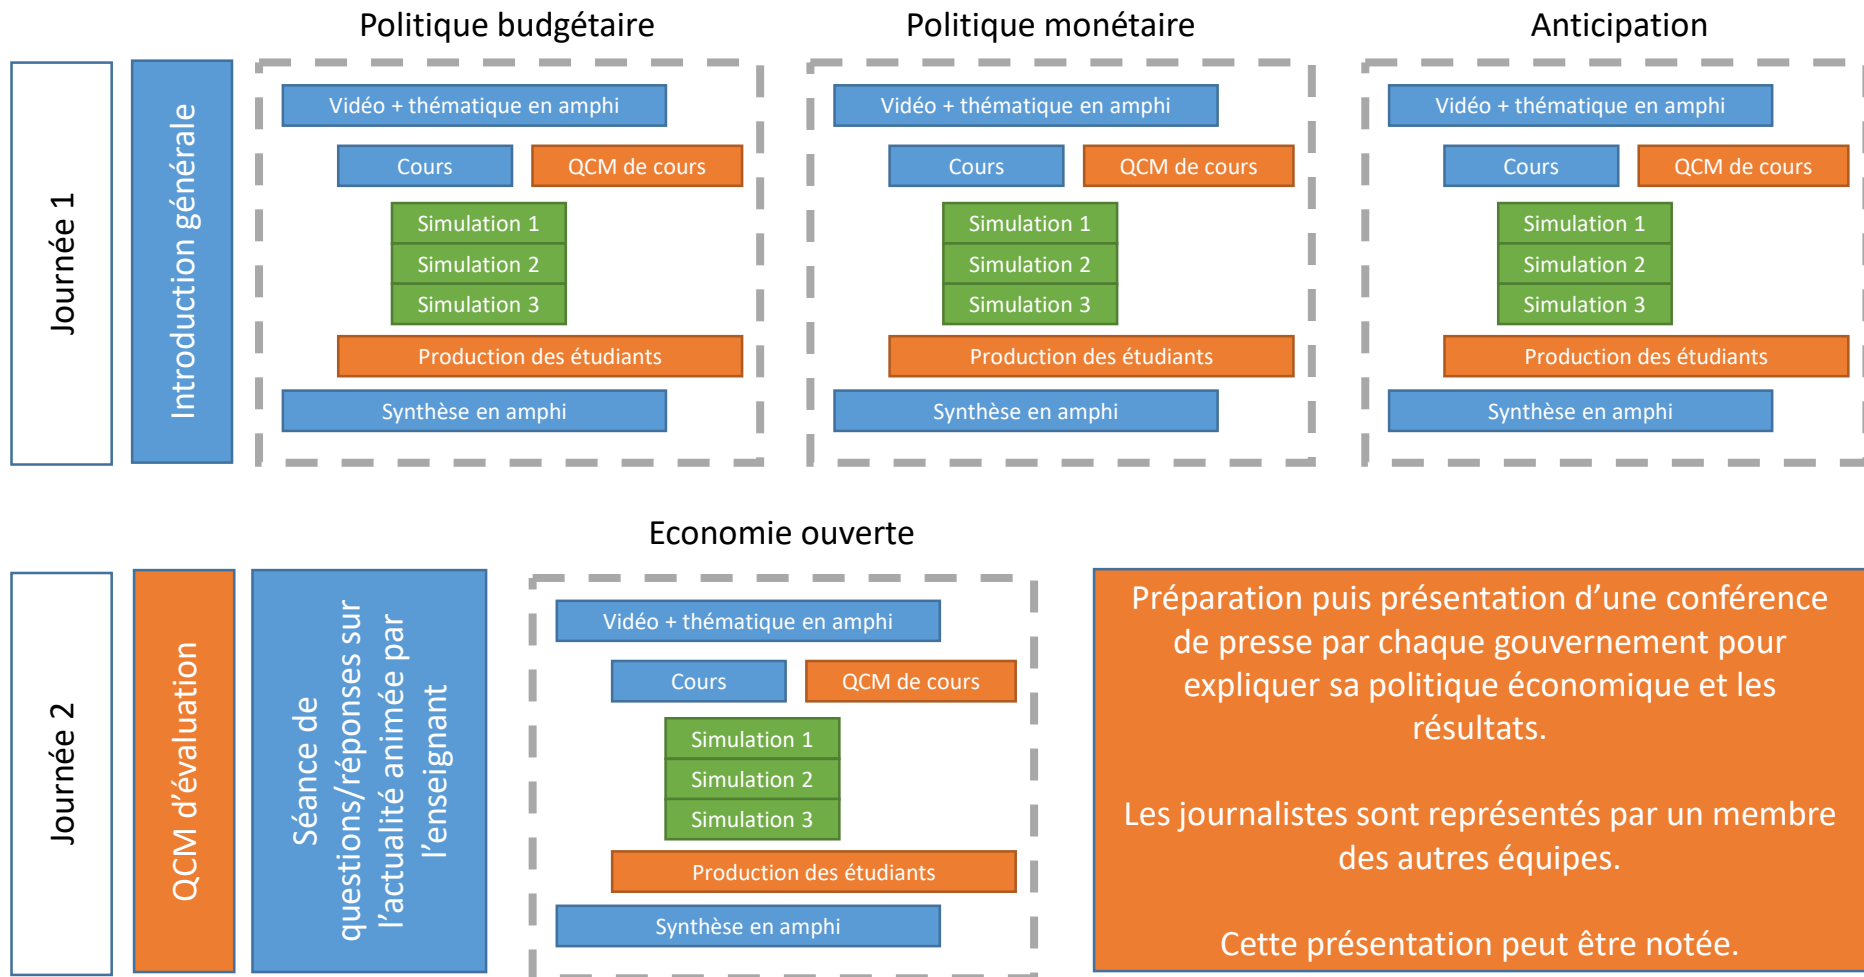 Journée 1
Introduction générale
Politique budgétaire
Vidéo + thématique en amphi
Cours
QCM de cours
Simulation 1
Simulation 2
Simulation 3
Production des étudiants
Synthèse en amphi
Politique monétaire
Vidéo + thématique en amphi
Cours
QCM de cours
Simulation 1
Simulation 2
Simulation 3
Production des étudiants
Synthèse en amphi
Anticipation
Vidéo + thématique en amphi
Cours
QCM de cours
Simulation 1
Simulation 2
Simulation 3
Production des étudiants
Synthèse en amphi
Journée 2
QCM d’évaluation
Séance de
questions/réponses sur
l’actualité animée par
l’enseignant
Economie ouverte
Vidéo + thématique en amphi
Cours
QCM de cours
Simulation 1
Simulation 2
Simulation 3
Production des étudiants
Synthèse en amphi
Préparation puis présentation d’une conférence
de presse par chaque gouvernement pour
expliquer sa politique économique et les
résultats.
Les journalistes sont représentés par un membre
des autres équipes.
Cette présentation peut être notée.